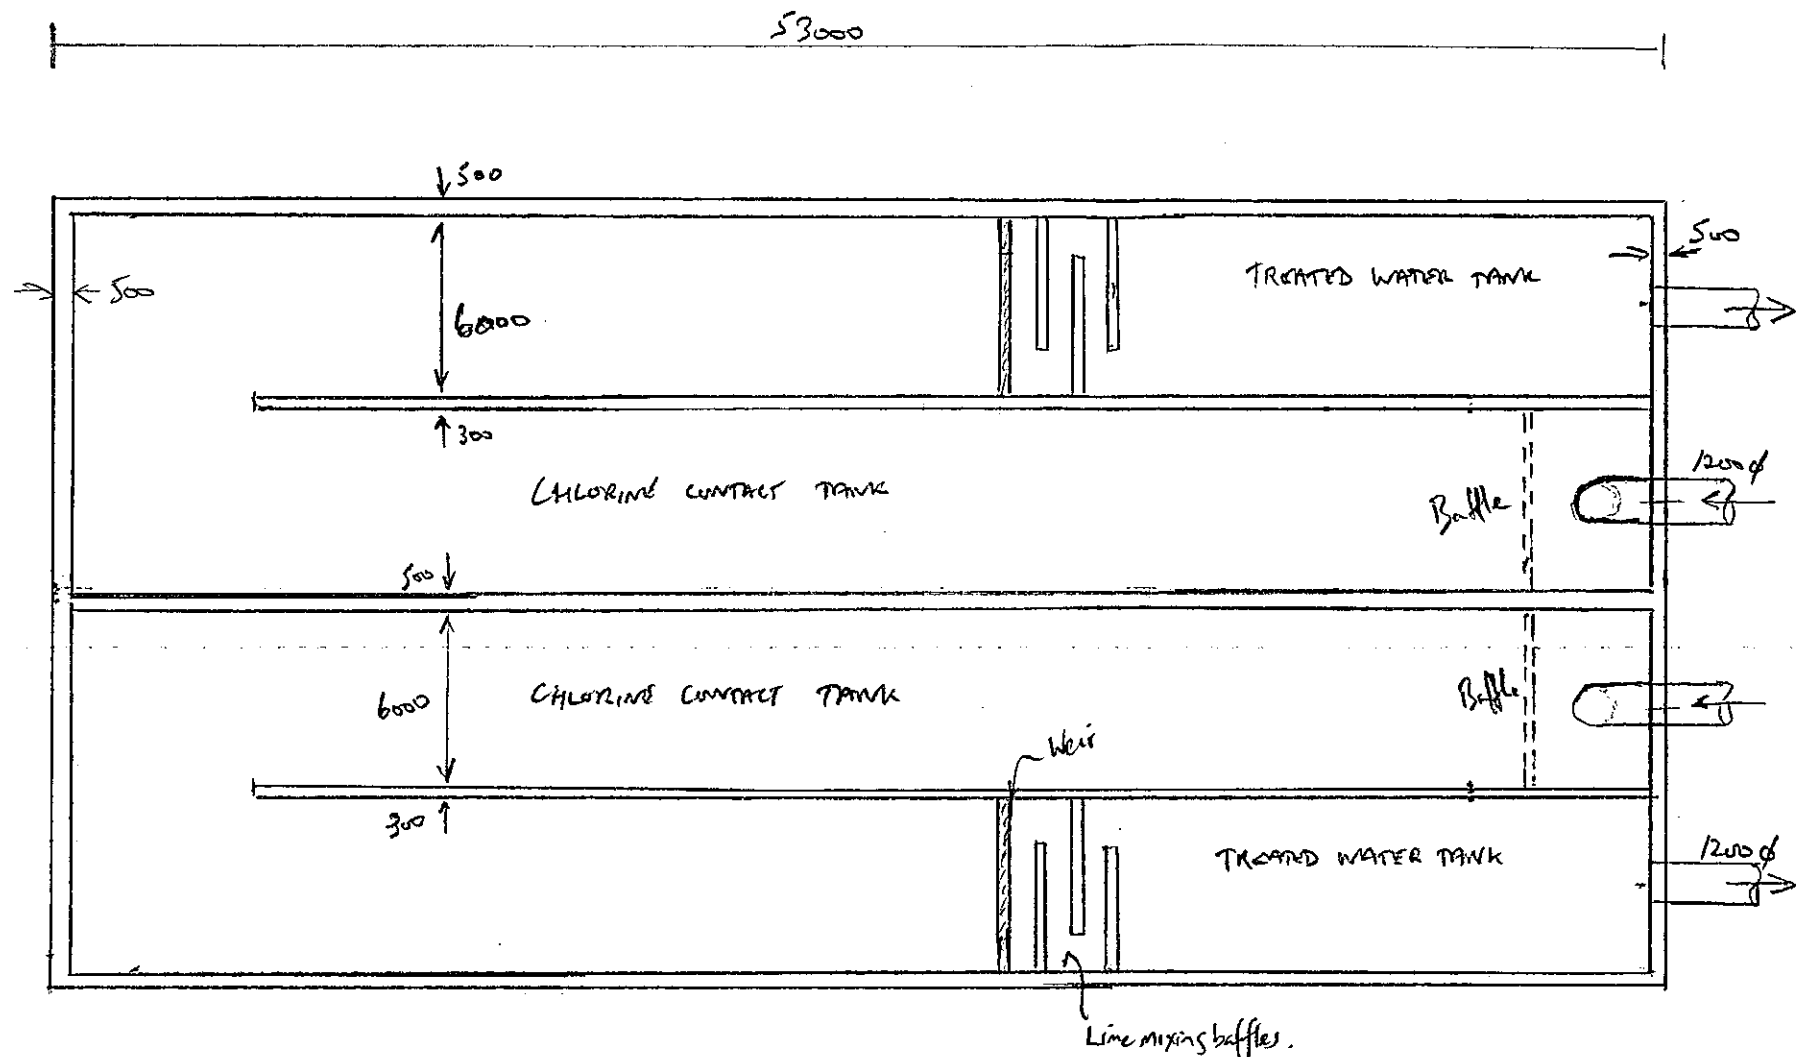 53000
500
TREATED WATER TANK
500
500
6000
300
1200ϕ
CHLORINE CONTACT TANK
Baffle
500
6000
CHLORINE CONTACT TANK
Baffle
Weir
300
TREATED WATER TANK
1200ϕ
Lime mixing baffles.